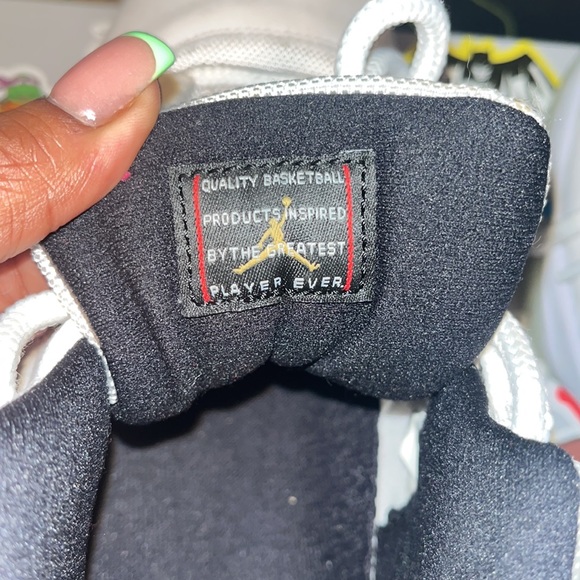 QUALITY BASKETBALL
PRODUCTS INSPIRED
BY THE GREATEST
PLAYER EVER.